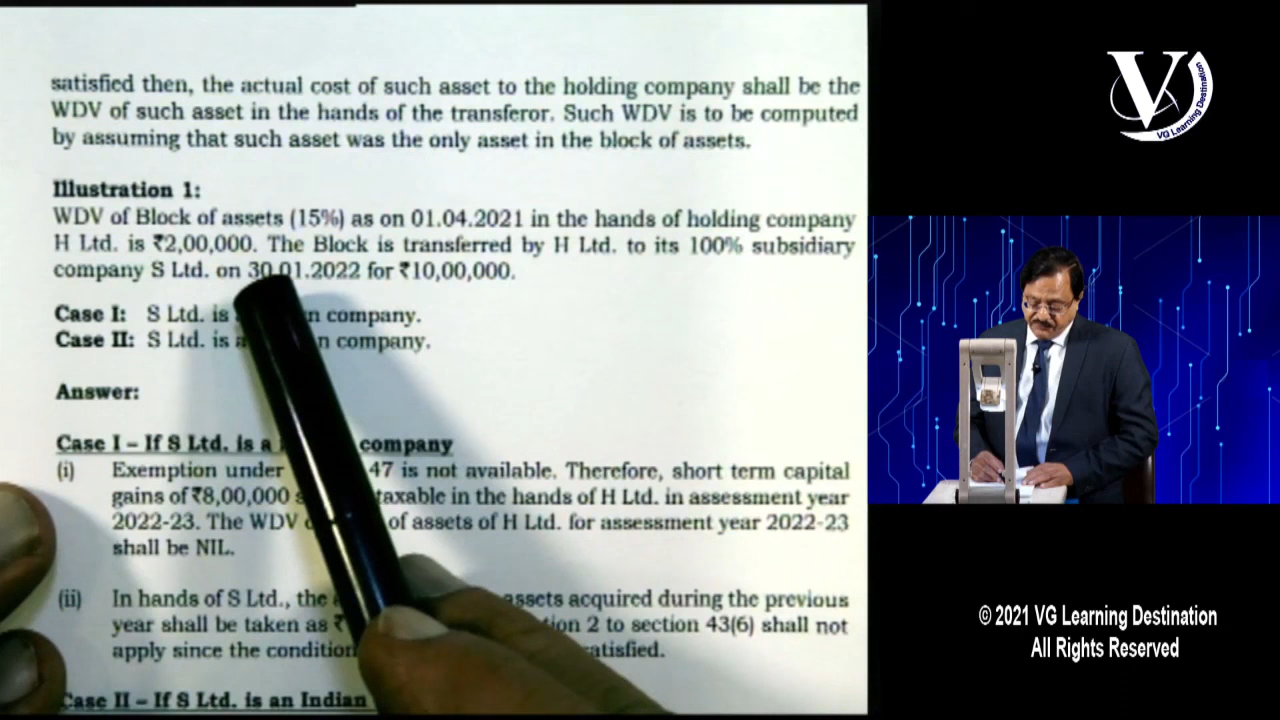 satisfied then, the actual cost of such asset to the holding company shall be the
WDV of such asset in the hands of the transferor. Such WDV is to be computed
by assuming that such asset was the only asset in the block of assets.
Illustration 1:
WDV of Block of assets (15%) as on 01.04.2021 in the hands of holding company
H Ltd. is ₹2,00,000. The Block is transferred by H Ltd. to its 100% subsidiary
company S Ltd. on 30.01.2022 for ₹10,00,000.
Case I: S Ltd. is company.
Case II: S Ltd. is company.
Answer:
Case I – If S Ltd. is a company
(i) Exemption under 47 is not available. Therefore, short term capital
gains of ₹8,00,000 taxable in the hands of H Ltd. in assessment year
2022-23. The WDV of assets of H Ltd. for assessment year 2022-23
shall be NIL.
(ii) In hands of S Ltd., the assets acquired during the previous
year shall be taken as ₹ 2 to section 43(6) shall not
apply since the condition
Case II – If S Ltd. is an Indian
V
VG Learning Destination
© 2021 VG Learning Destination
All Rights Reserved